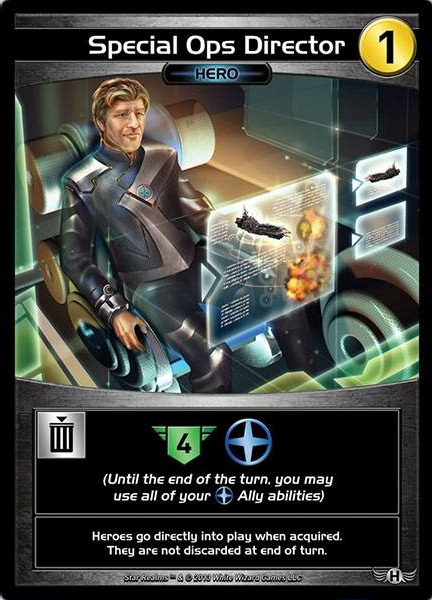 Special Ops Director
1
HERO
4
(Until the end of the turn, you may
use all of your Ally abilities)
Heroes go directly into play when acquired.
They are not discarded at end of turn.
Star Realms™ & © 2015 White Wizard Games LLC
H